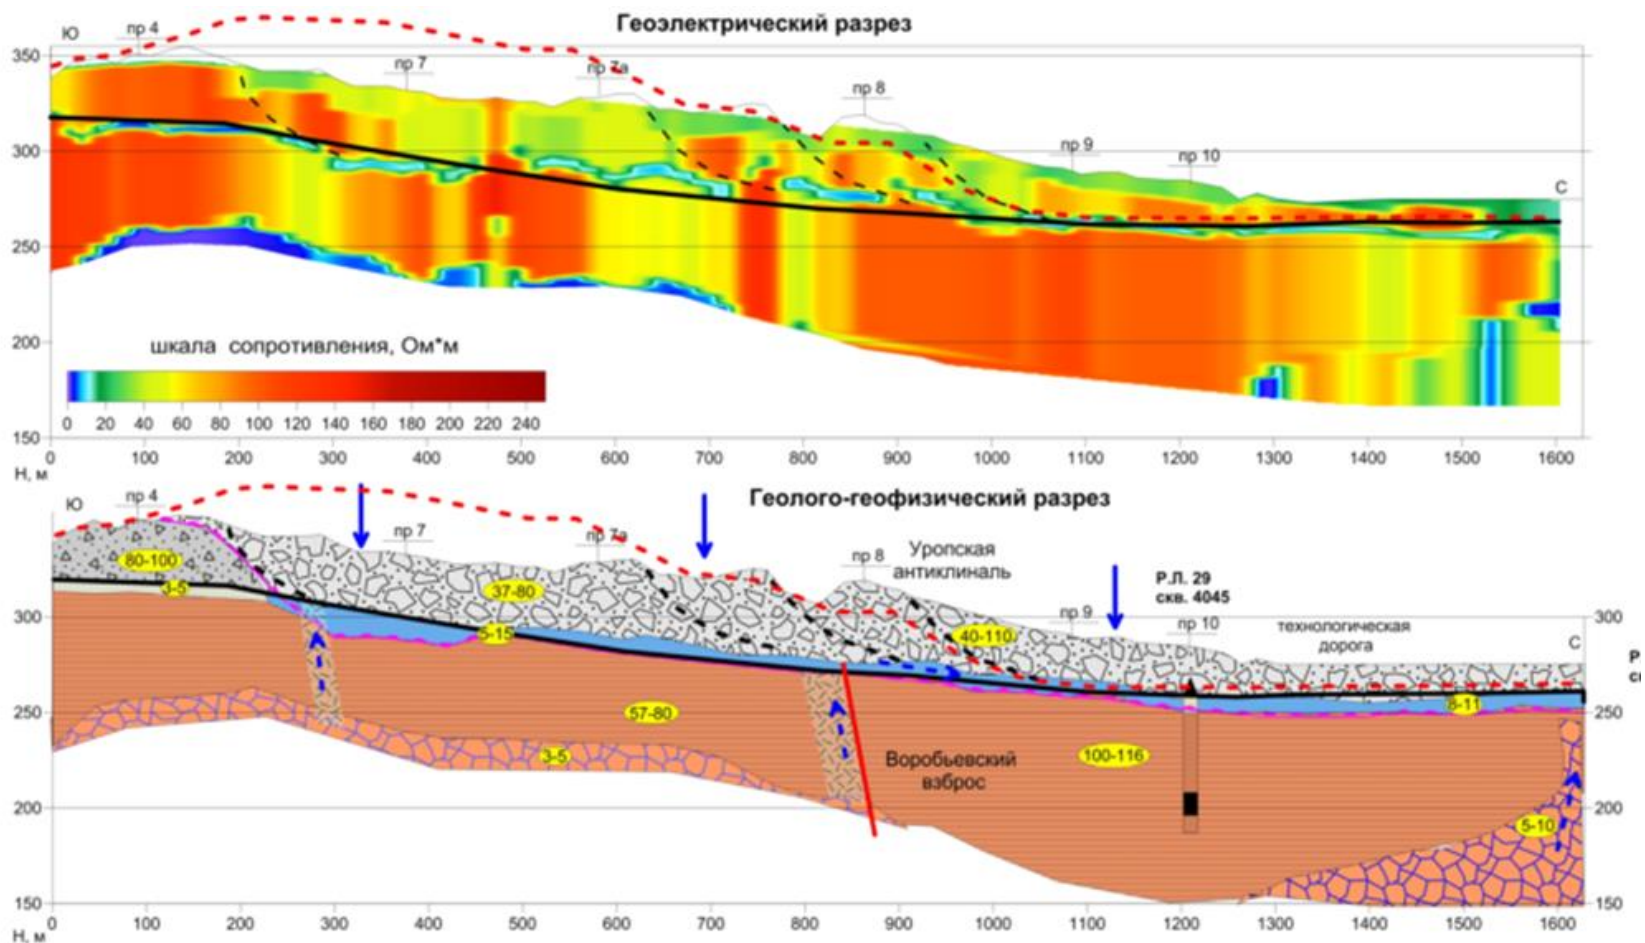 Геоэлектрический разрез
Ю
пр 4
пр 7
пр 7а
пр 8
пр 9
пр 10
С
350
300
250
200
150
шкала сопротивления, Ом*м
0 20 40 60 80 100 120 140 160 180 200 220 240
0 100 200 300 400 500 600 700 800 900 1000 1100 1200 1300 1400 1500 1600
Н, м
Геолого-геофизический разрез
Ю
пр 4
пр 7
пр 7а
пр 8
Уропская
антиклиналь
Р.Л. 29
скв. 4045
пр 9
пр 10
технологическая
дорога
С
80-100
3-5
37-80
5-15
40-110
8-11
57-80
3-5
Воробьевский
взброс
100-116
5-10
300
250
200
150
300
250
200
150
0 100 200 300 400 500 600 700 800 900 1000 1100 1200 1300 1400 1500 1600
Н, м